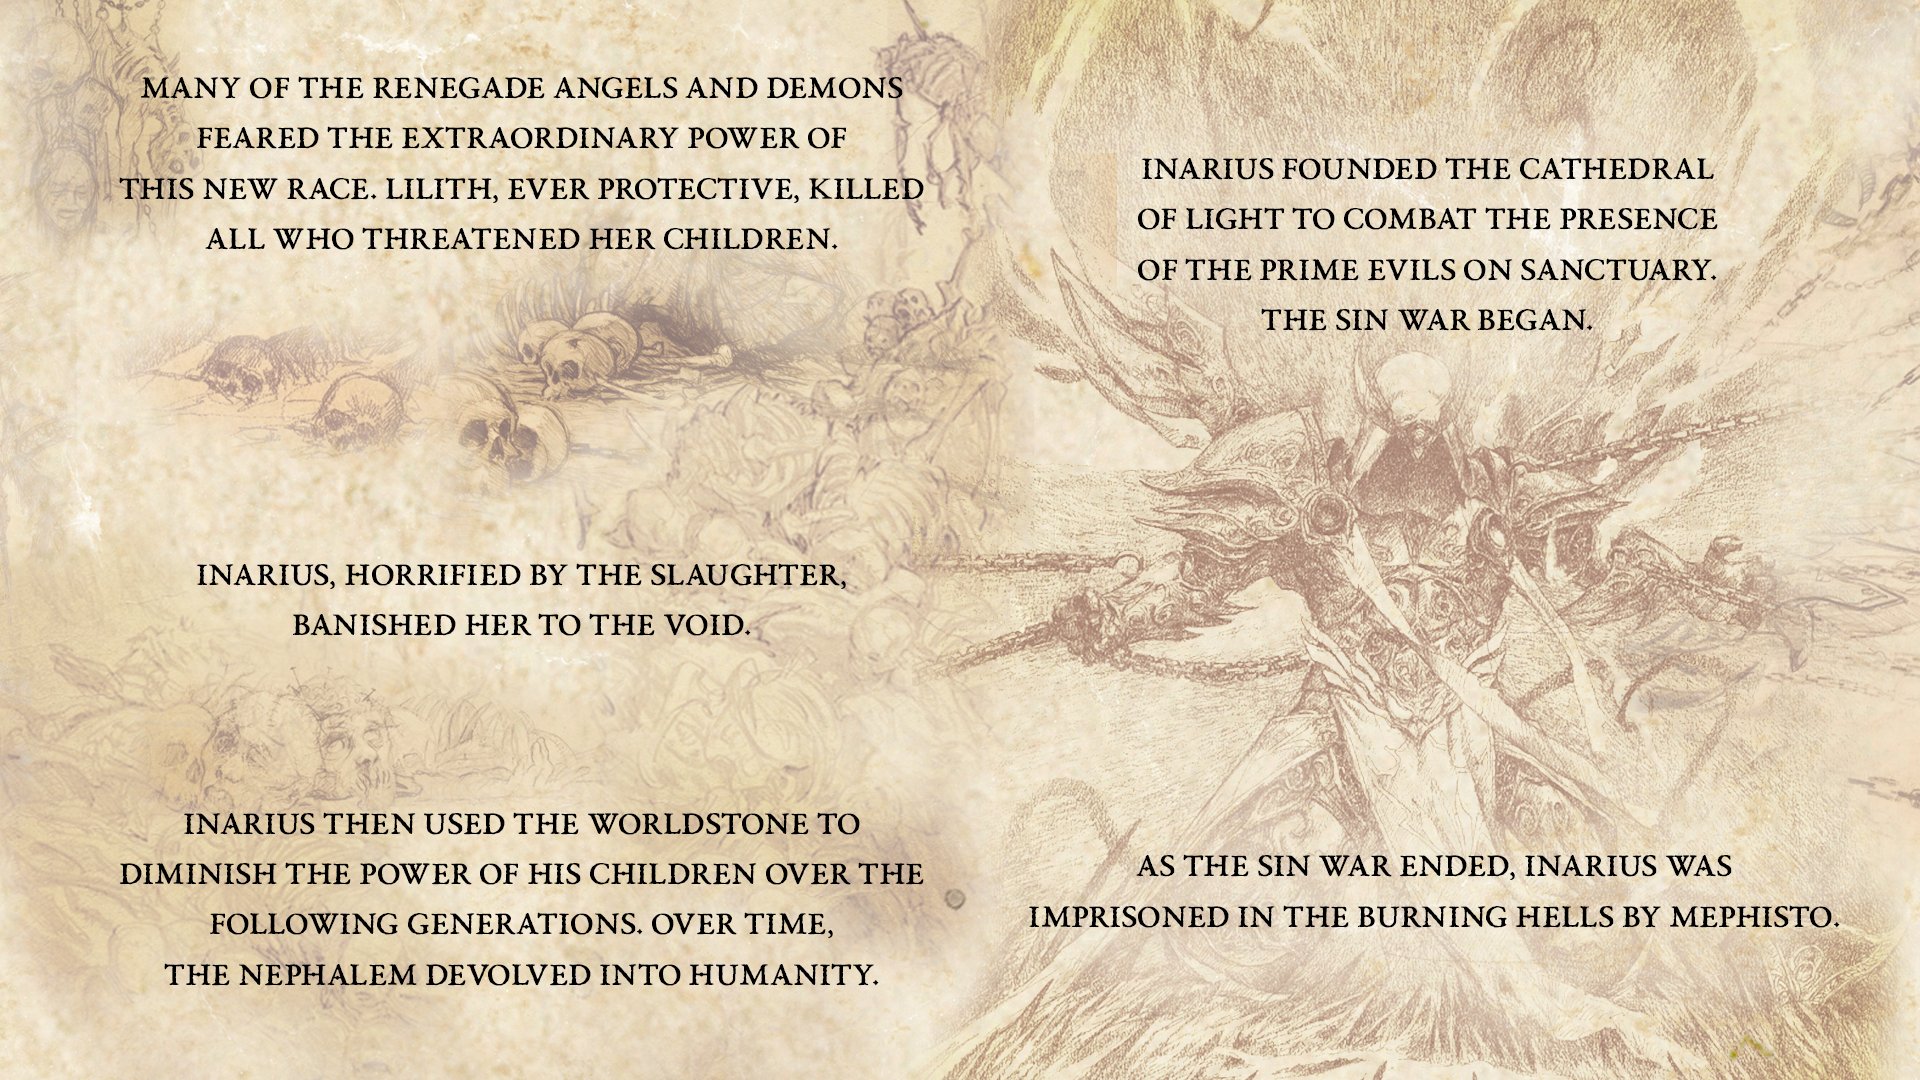 MANY OF THE RENEGADE ANGELS AND DEMONS
FEARED THE EXTRAORDINARY POWER OF
THIS NEW RACE. LILITH, EVER PROTECTIVE, KILLED
ALL WHO THREATENED HER CHILDREN.
INARIUS, HORRIFIED BY THE SLAUGHTER,
BANISHED HER TO THE VOID.
INARIUS THEN USED THE WORLDSTONE TO
DIMINISH THE POWER OF HIS CHILDREN OVER THE
FOLLOWING GENERATIONS. OVER TIME,
THE NEPHALEM DEVOLVED INTO HUMANITY.
INARIUS FOUNDED THE CATHEDRAL
OF LIGHT TO COMBAT THE PRESENCE
OF THE PRIME EVILS ON SANCTUARY.
THE SIN WAR BEGAN.
AS THE SIN WAR ENDED, INARIUS WAS
IMPRISONED IN THE BURNING HELLS BY MEPHISTO.